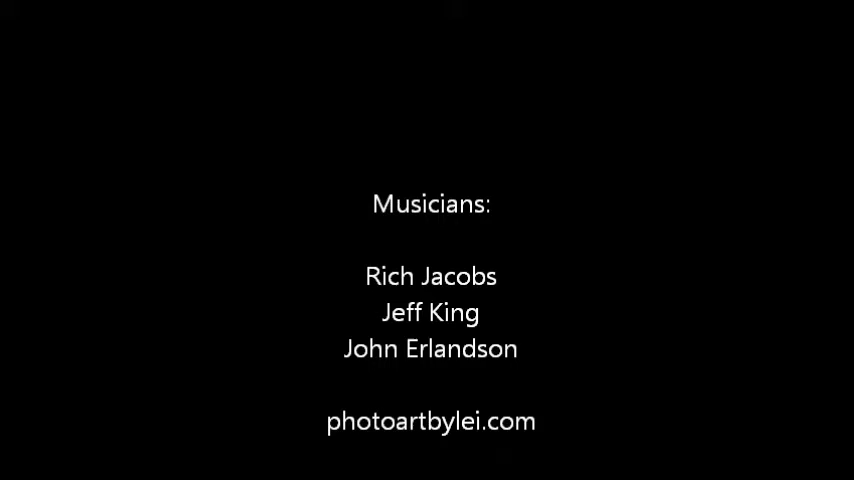 Musicians:
Rich Jacobs
Jeff King
John Erlandson
photoartbylei.com